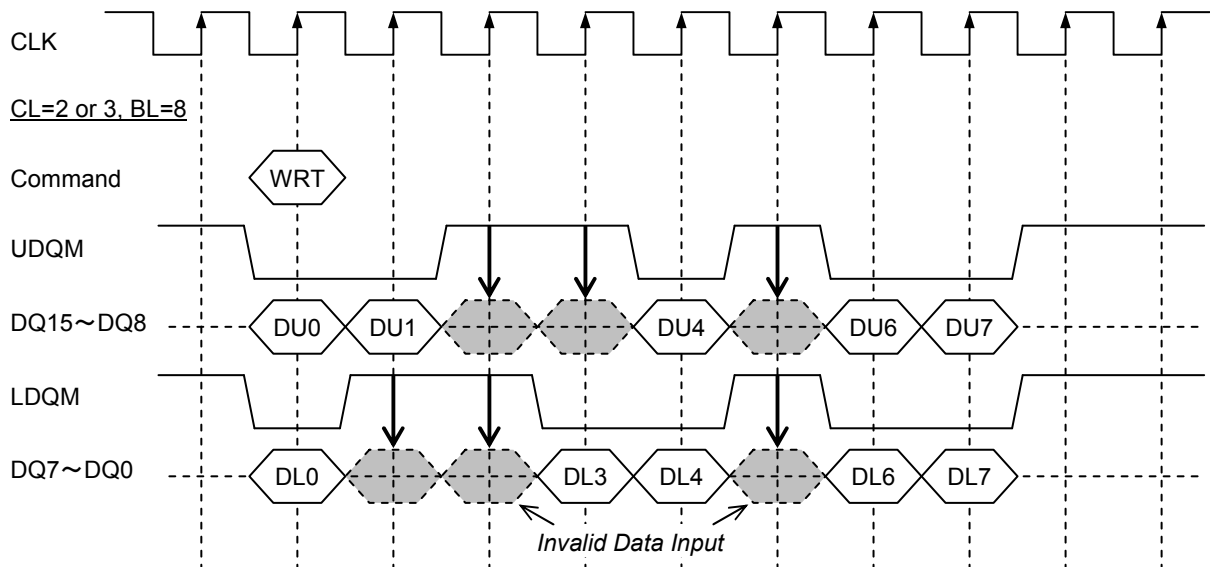 CLK
CL=2 or 3, BL=8
Command WRT
UDQM
DQ15～DQ8 DU0 DU1 DU4 DU6 DU7
LDQM
DQ7～DQ0 DL0 DL3 DL4 DL6 DL7
Invalid Data Input